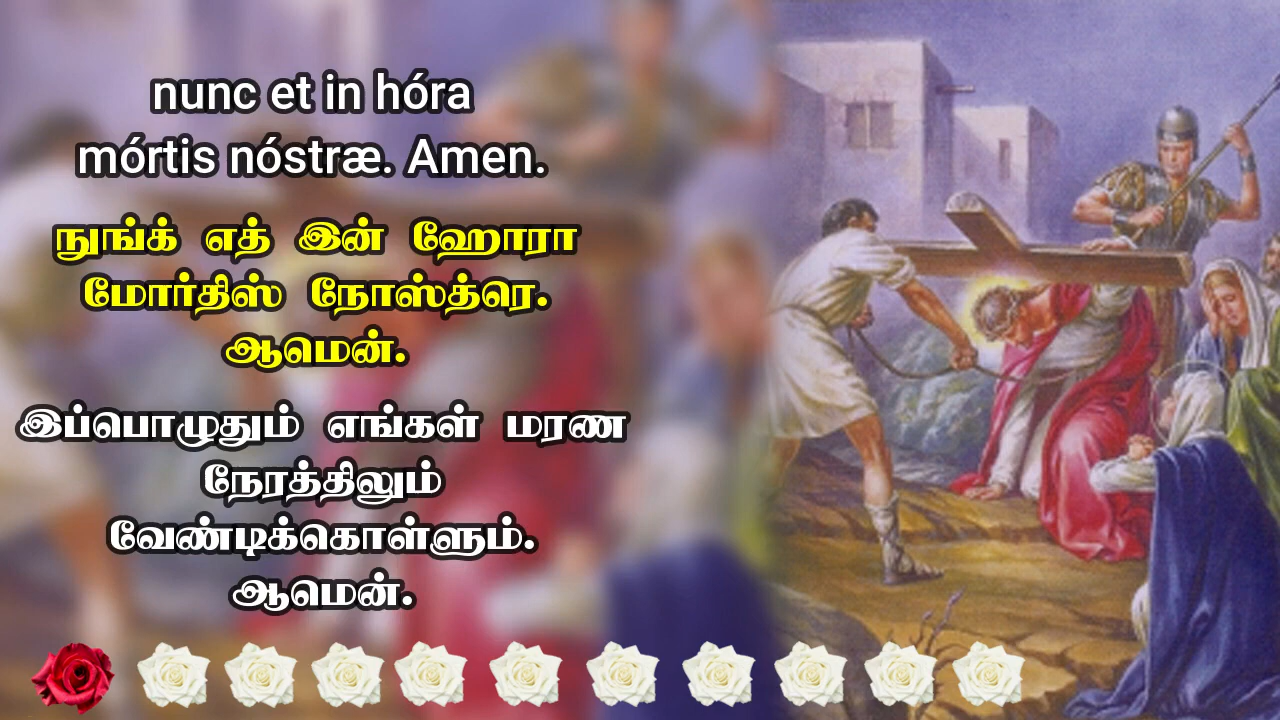 nunc et in hóra
mórtis nóstræ. Amen.
நுங்க் எத் இன் ஹோரா
மோர்திஸ் நோஸ்த்ரெ.
ஆமென்.
இப்பொழுதும் எங்கள் மரண
நேரத்திலும்
வேண்டிக்கொள்ளும்.
ஆமென்.